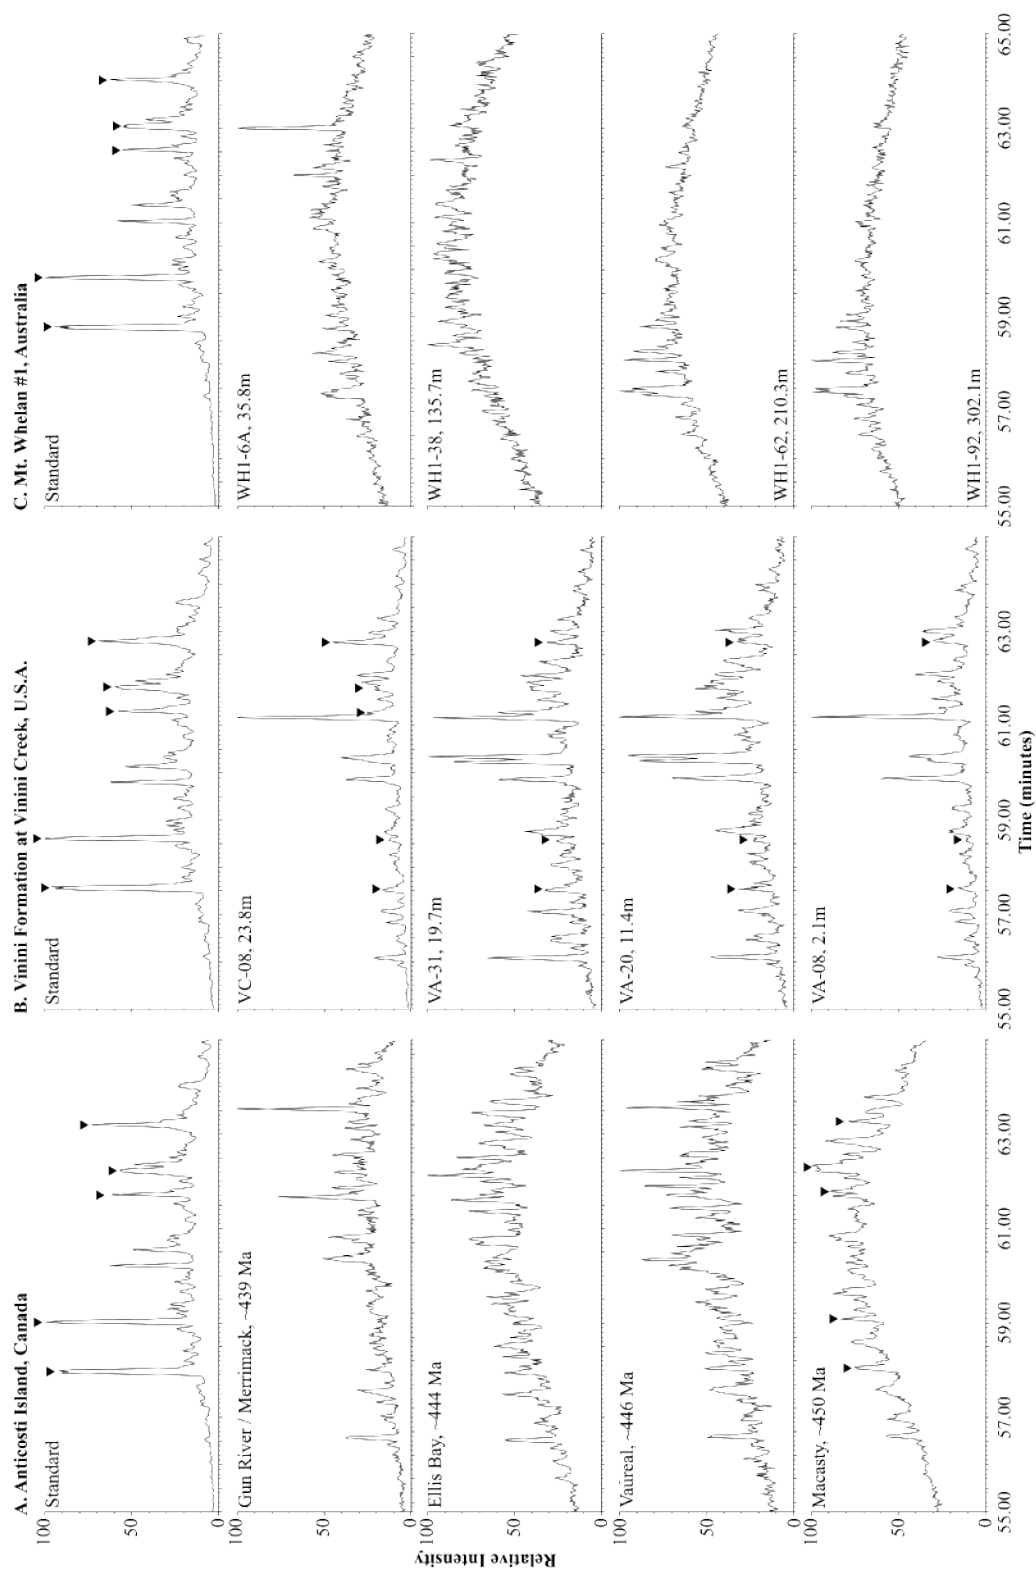 A. Anticosti Island, Canada
100
50
0
Standard
100
50
0
Gun River / Merrimack, ~439 Ma
100
50
0
Ellis Bay, ~444 Ma
100
50
0
Vaureal, ~446 Ma
100
50
0
Macasty, ~450 Ma
55.00 57.00 59.00 61.00 63.00
Relative Intensity
B. Vinini Formation at Vinini Creek, U.S.A.
Standard
VC-08, 23.8m
VA-31, 19.7m
VA-20, 11.4m
VA-08, 2.1m
55.00 57.00 59.00 61.00 63.00
Time (minutes)
C. Mt. Whelan #1, Australia
Standard
WH1-6A, 35.8m
WH1-38, 135.7m
WH1-62, 210.3m
WH1-92, 302.1m
55.00 57.00 59.00 61.00 63.00 65.00